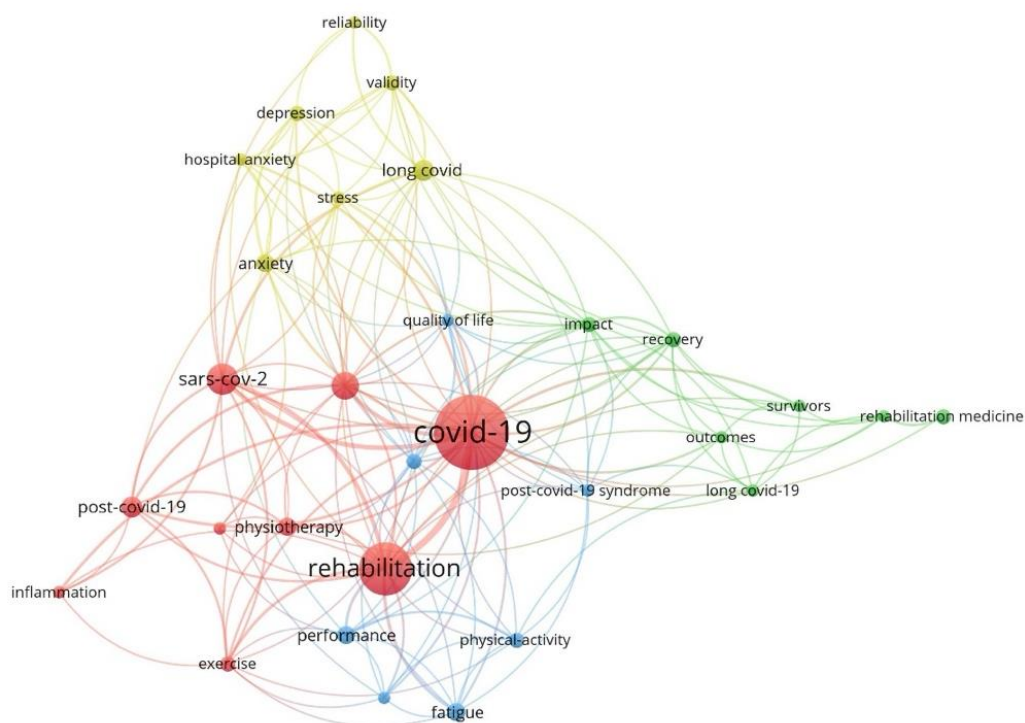 reliability
validity
depression
hospital anxiety
long covid
stress
anxiety
quality of life
impact
recovery
sars-cov-2
survivors
rehabilitation medicine
covid-19
outcomes
post-covid-19 syndrome
long covid-19
post-covid-19
physiotherapy
rehabilitation
inflammation
performance
physical-activity
exercise
fatigue